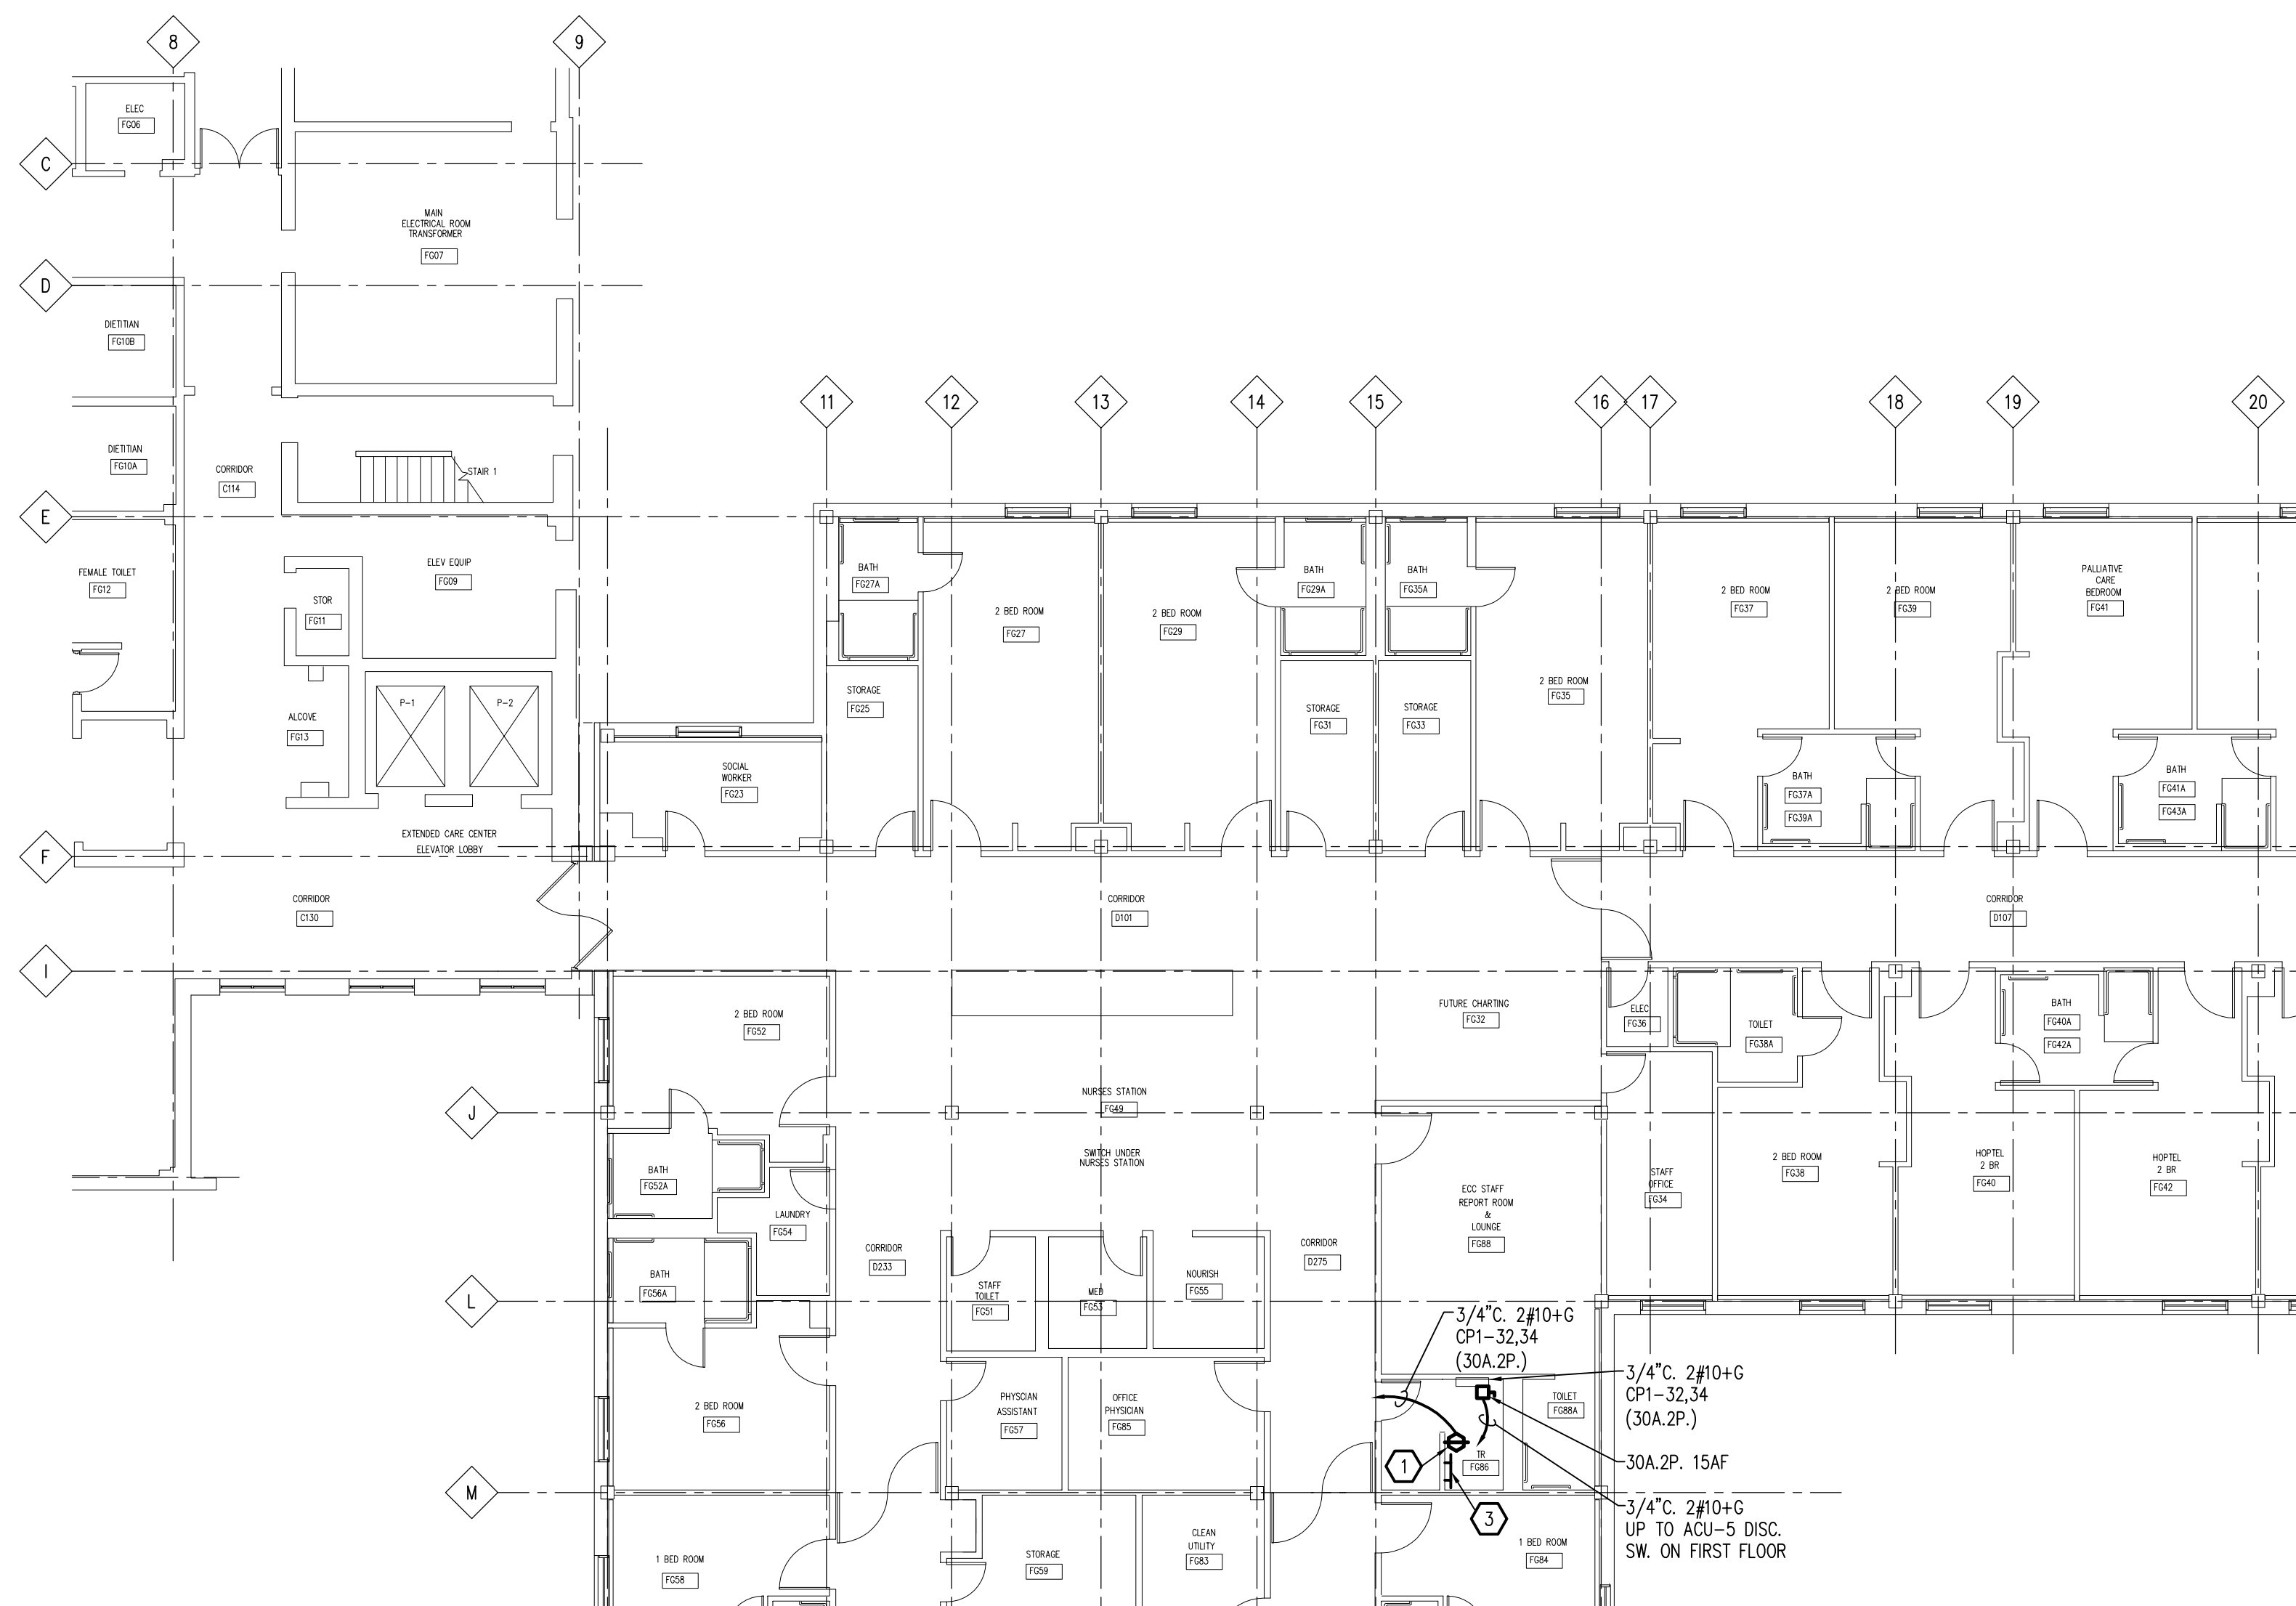 8
9
ELEC
FG06
C
MAIN
ELECTRICAL ROOM
TRANSFORMER
FG07
D
DIETITIAN
FG10B
11
12
13
14
15
16
17
18
19
20
DIETITIAN
FG10A
CORRIDOR
C114
STAIR 1
E
FEMALE TOILET
FG12
ELEV EQUIP
FG09
STOR
FG11
BATH
FG27A
2 BED ROOM
FG27
2 BED ROOM
FG29
BATH
FG29A
BATH
FG35A
2 BED ROOM
FG37
2 BED ROOM
FG39
PALLIATIVE
CARE
BEDROOM
FG41
P-1
P-2
ALCOVE
FG13
STORAGE
FG25
STORAGE
FG31
STORAGE
FG33
2 BED ROOM
FG35
SOCIAL
WORKER
FG23
BATH
FG37A
FG39A
BATH
FG41A
FG43A
EXTENDED CARE CENTER
ELEVATOR LOBBY
F
CORRIDOR
C130
CORRIDOR
D101
CORRIDOR
D107
I
2 BED ROOM
FG52
FUTURE CHARTING
FG32
ELEC
FG36
TOILET
FG38A
BATH
FG40A
FG42A
J
NURSES STATION
FG49
SWITCH UNDER
NURSES STATION
BATH
FG52A
LAUNDRY
FG54
CORRIDOR
D233
CORRIDOR
D275
ECC STAFF
REPORT ROOM
&
LOUNGE
FG88
STAFF
OFFICE
FG34
2 BED ROOM
FG38
HOPTEL
2 BR
FG40
HOPTEL
2 BR
FG42
BATH
FG56A
L
STAFF
TOILET
FG51
MED
FG53
NOURISH
FG55
3/4"C. 2#10+G
CP1-32,34
(30A.2P.)
3/4"C. 2#10+G
CP1-32,34
(30A.2P.)
2 BED ROOM
FG56
PHYSCIAN
ASSISTANT
FG57
OFFICE
PHYSICIAN
FG85
TOILET
FG88A
TR
FG86
1
30A.2P. 15AF
M
3
3/4"C. 2#10+G
UP TO ACU-5 DISC.
SW. ON FIRST FLOOR
1 BED ROOM
FG58
STORAGE
FG59
CLEAN
UTILITY
FG83
1 BED ROOM
FG84